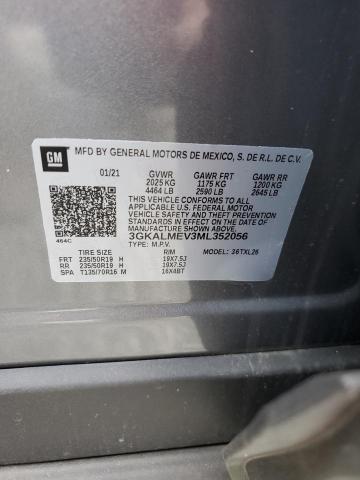 GM
MFD BY GENERAL MOTORS DE MEXICO, S. DE R.L. DE C.V.
01/21 GVWR GAWR FRT GAWR RR
2025 KG 1175 KG 1200 KG
4464 LB 2590 LB 2645 LB
THIS VEHICLE CONFORMS TO ALL
APPLICABLE U.S. FEDERAL MOTOR
VEHICLE SAFETY, BUMPER, AND THEFT
PREVENTION STANDARDS IN EFFECT ON
THE DATE OF MANUFACTURE
SHOWN ABOVE.
464C 3GKALMEV3ML352056
TYPE: M.P.V. MODEL: 36TXL26
TIRE SIZE RIM
FRT 235/50R19 H 19X7.5J
RR 235/50R19 H 19X7.5J
SPA T135/70R16 M 16X4BT